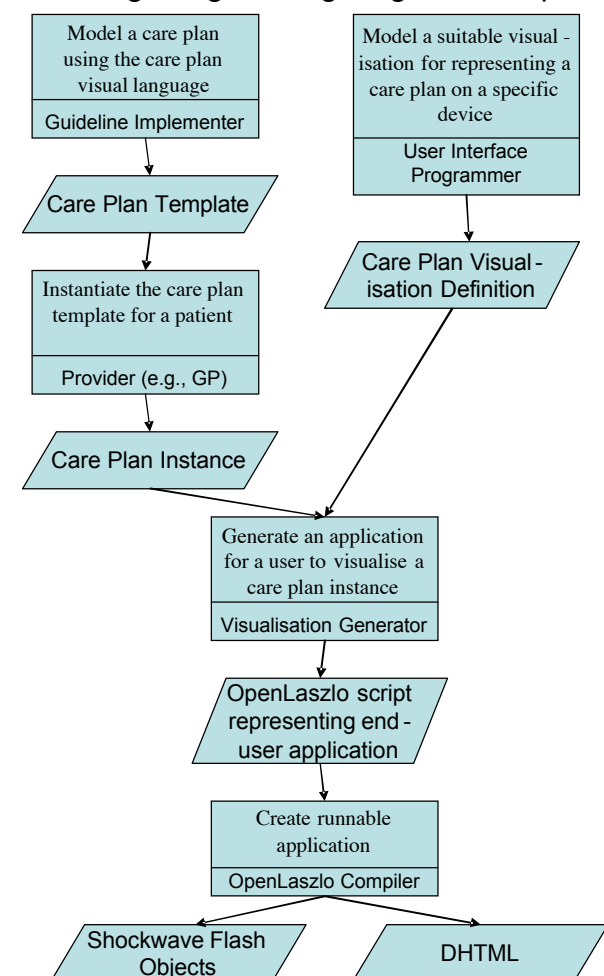 Model a care plan
using the care plan
visual language
Guideline Implementer
Model a suitable visual -
isation for representing a
care plan on a specific
device
User Interface
Programmer
Care Plan Template
Care Plan Visual -
isation Definition
Instantiate the care plan
template for a patient
Provider (e.g., GP)
Care Plan Instance
Generate an application
for a user to visualise a
care plan instance
Visualisation Generator
OpenLaszlo script
representing end -
user application
Create runnable
application
OpenLaszlo Compiler
Shockwave Flash
Objects
DHTML